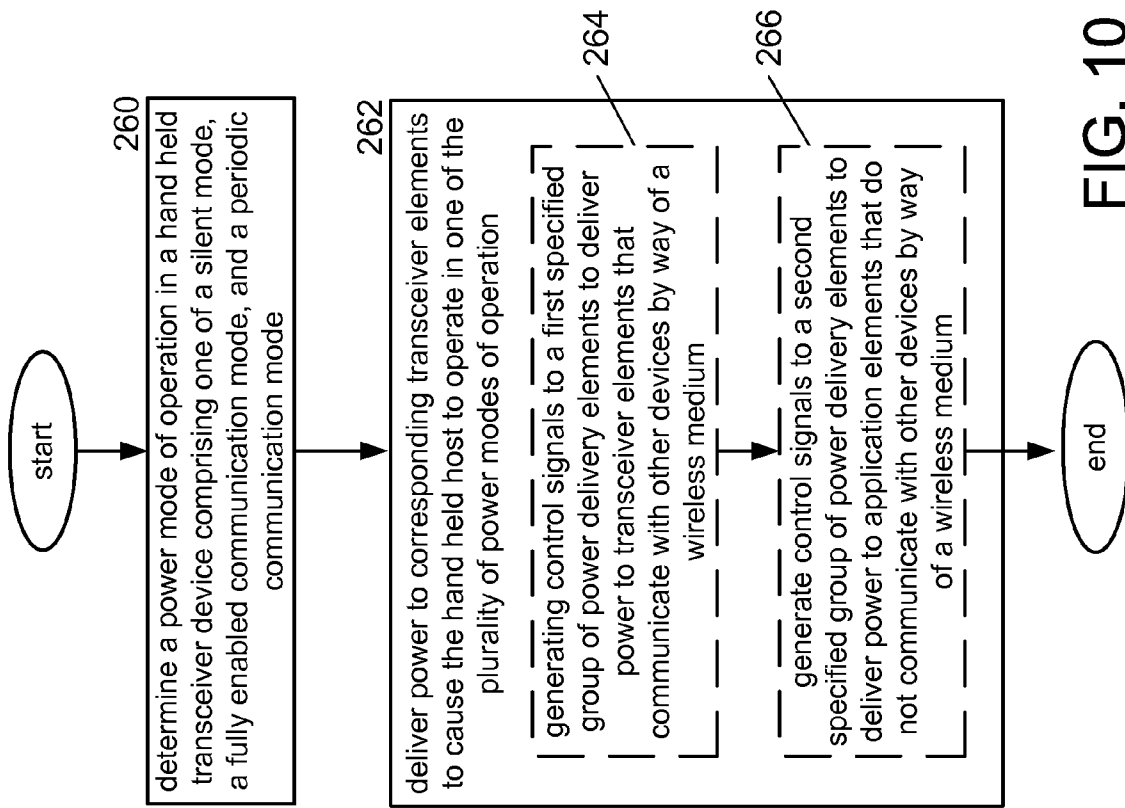 start
260
determine a power mode of operation in a hand held
transceiver device comprising one of a silent mode,
a fully enabled communication mode, and a periodic
communication mode
262
deliver power to corresponding transceiver elements
to cause the hand held host to operate in one of the
plurality of power modes of operation
264
generating control signals to a first specified
group of power delivery elements to deliver
power to transceiver elements that
communicate with other devices by way of a
wireless medium
266
generate control signals to a second
specified group of power delivery elements to
deliver power to application elements that do
not communicate with other devices by way
of a wireless medium
end
FIG. 10